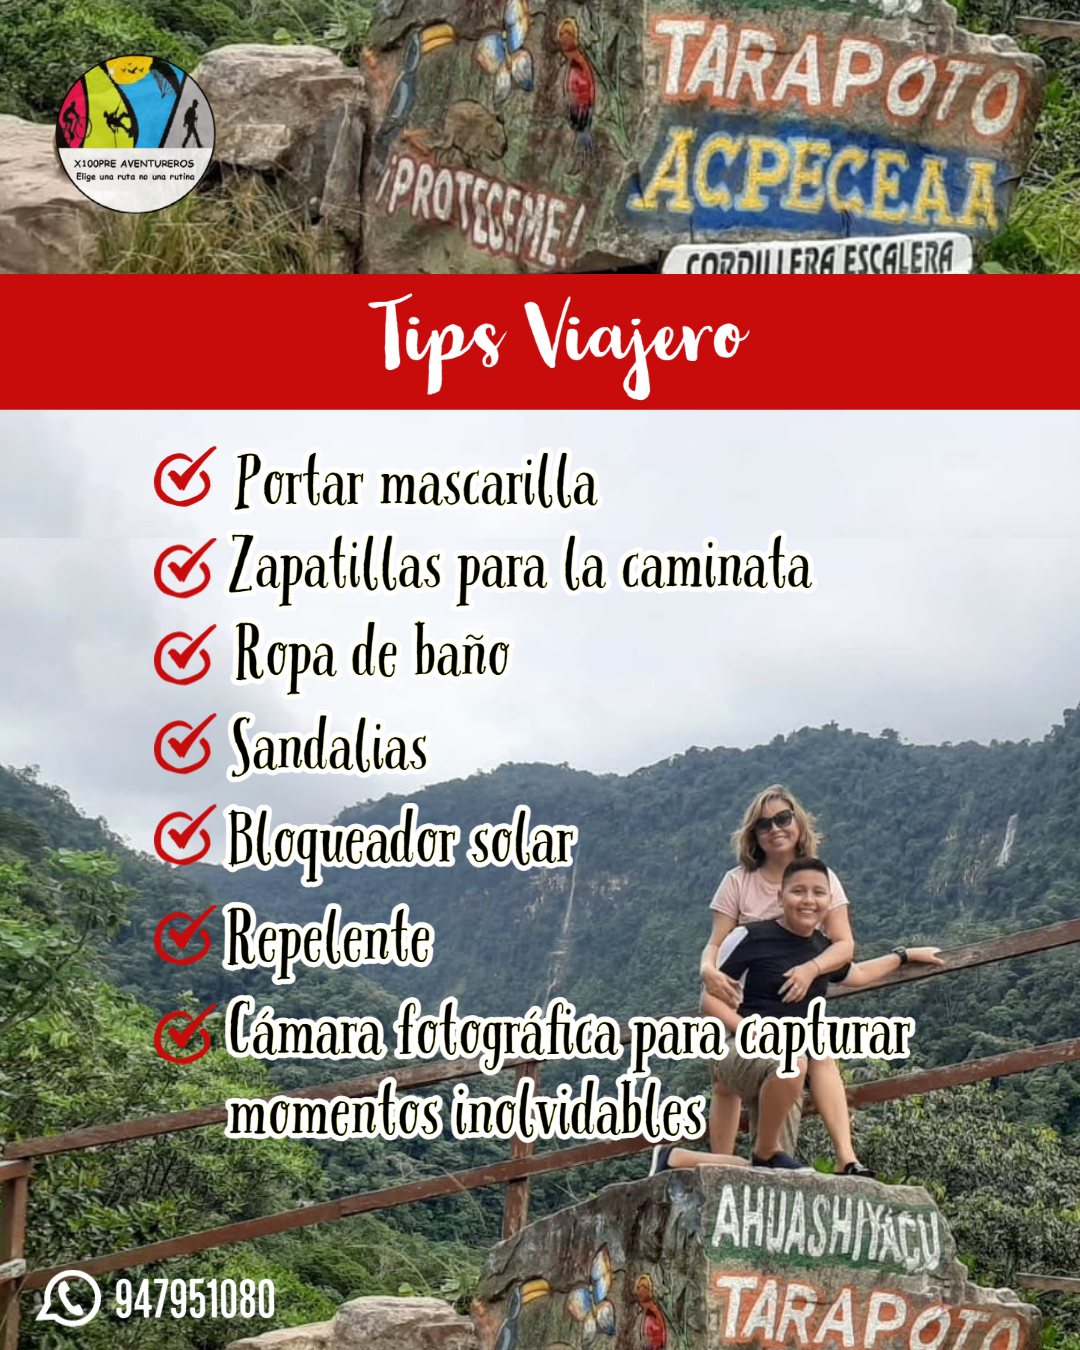 TARAPOTO
ACPECEAA
¡PROTEGEME!
CORDILLERA ESCALERA
X100PRE AVENTUREROS
Elige una ruta no una rutina
Tips Viajero
Portar mascarilla
Zapatillas para la caminata
Ropa de baño
Sandalias
Bloqueador solar
Repelente
Cámara fotográfica para capturar
momentos inolvidables
AHUASHIYACU
TARAPOTO
947951080